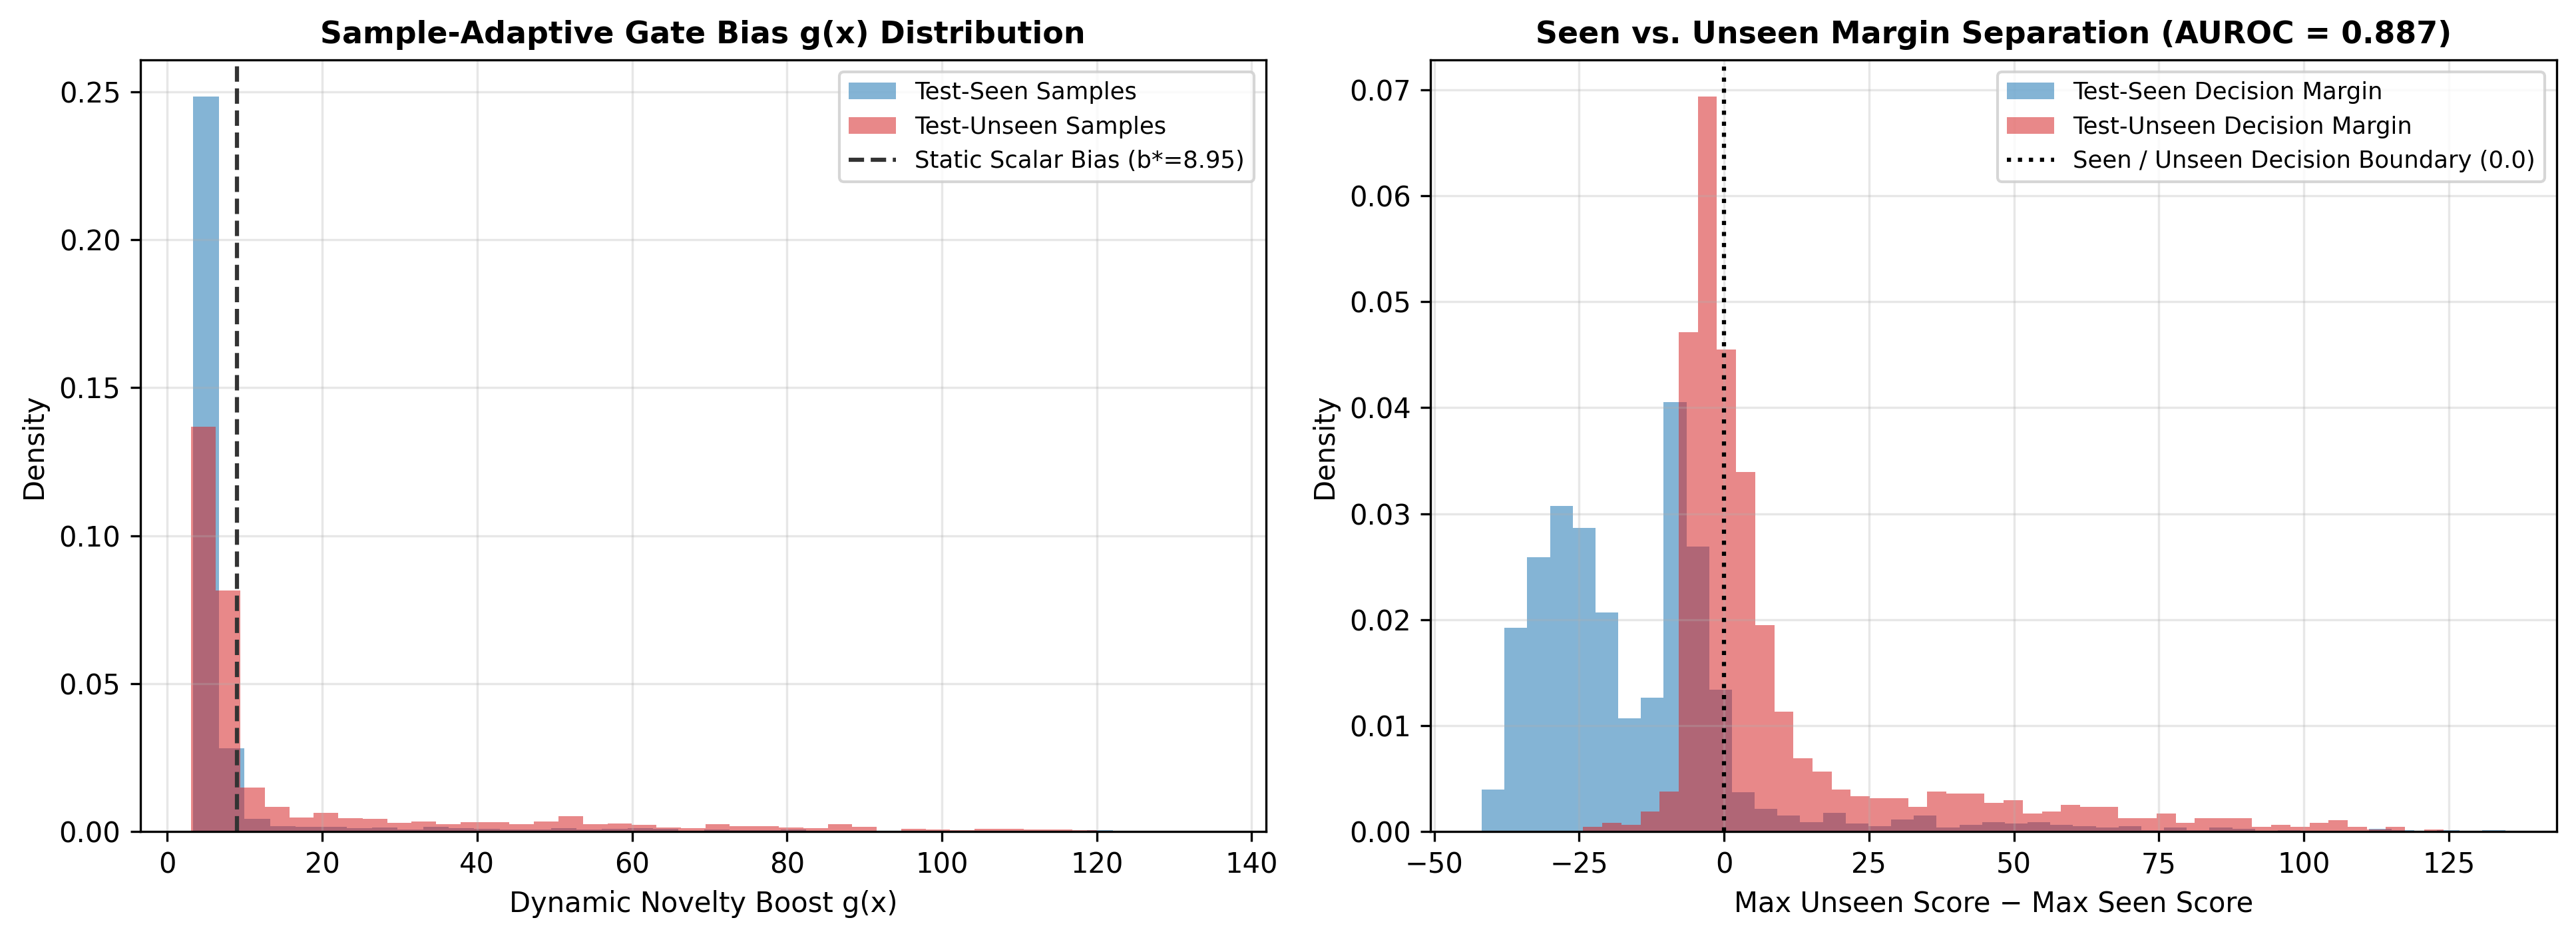 Sample-Adaptive Gate Bias g(x) Distribution
Density
0.25
0.20
0.15
0.10
0.05
0.00
Test-Seen Samples
Test-Unseen Samples
Static Scalar Bias (b*=8.95)
0 20 40 60 80 100 120 140
Dynamic Novelty Boost g(x)
Seen vs. Unseen Margin Separation (AUROC = 0.887)
Density
0.07
0.06
0.05
0.04
0.03
0.02
0.01
0.00
Test-Seen Decision Margin
Test-Unseen Decision Margin
Seen / Unseen Decision Boundary (0.0)
−50 −25 0 25 50 75 100 125
Max Unseen Score − Max Seen Score